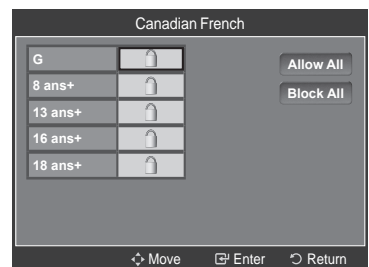 Canadian French
G
Allow All
8 ans+
Block All
13 ans+
16 ans+
18 ans+
Move Enter Return